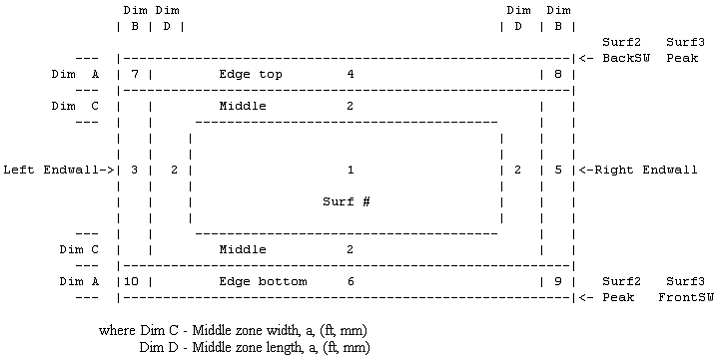 Dim Dim Dim Dim
B D D B
Surf2 Surf3
<- BackSW Peak
Dim A 7 Edge top 4 8
Dim C Middle 2
Left Endwall-> 3 2 1 2 5 <-Right Endwall
Surf #
Dim C Middle 2
Dim A 10 Edge bottom 6 9 Surf2 Surf3
<- Peak FrontSW
where Dim C - Middle zone width, a, (ft, mm)
Dim D - Middle zone length, a, (ft, mm)